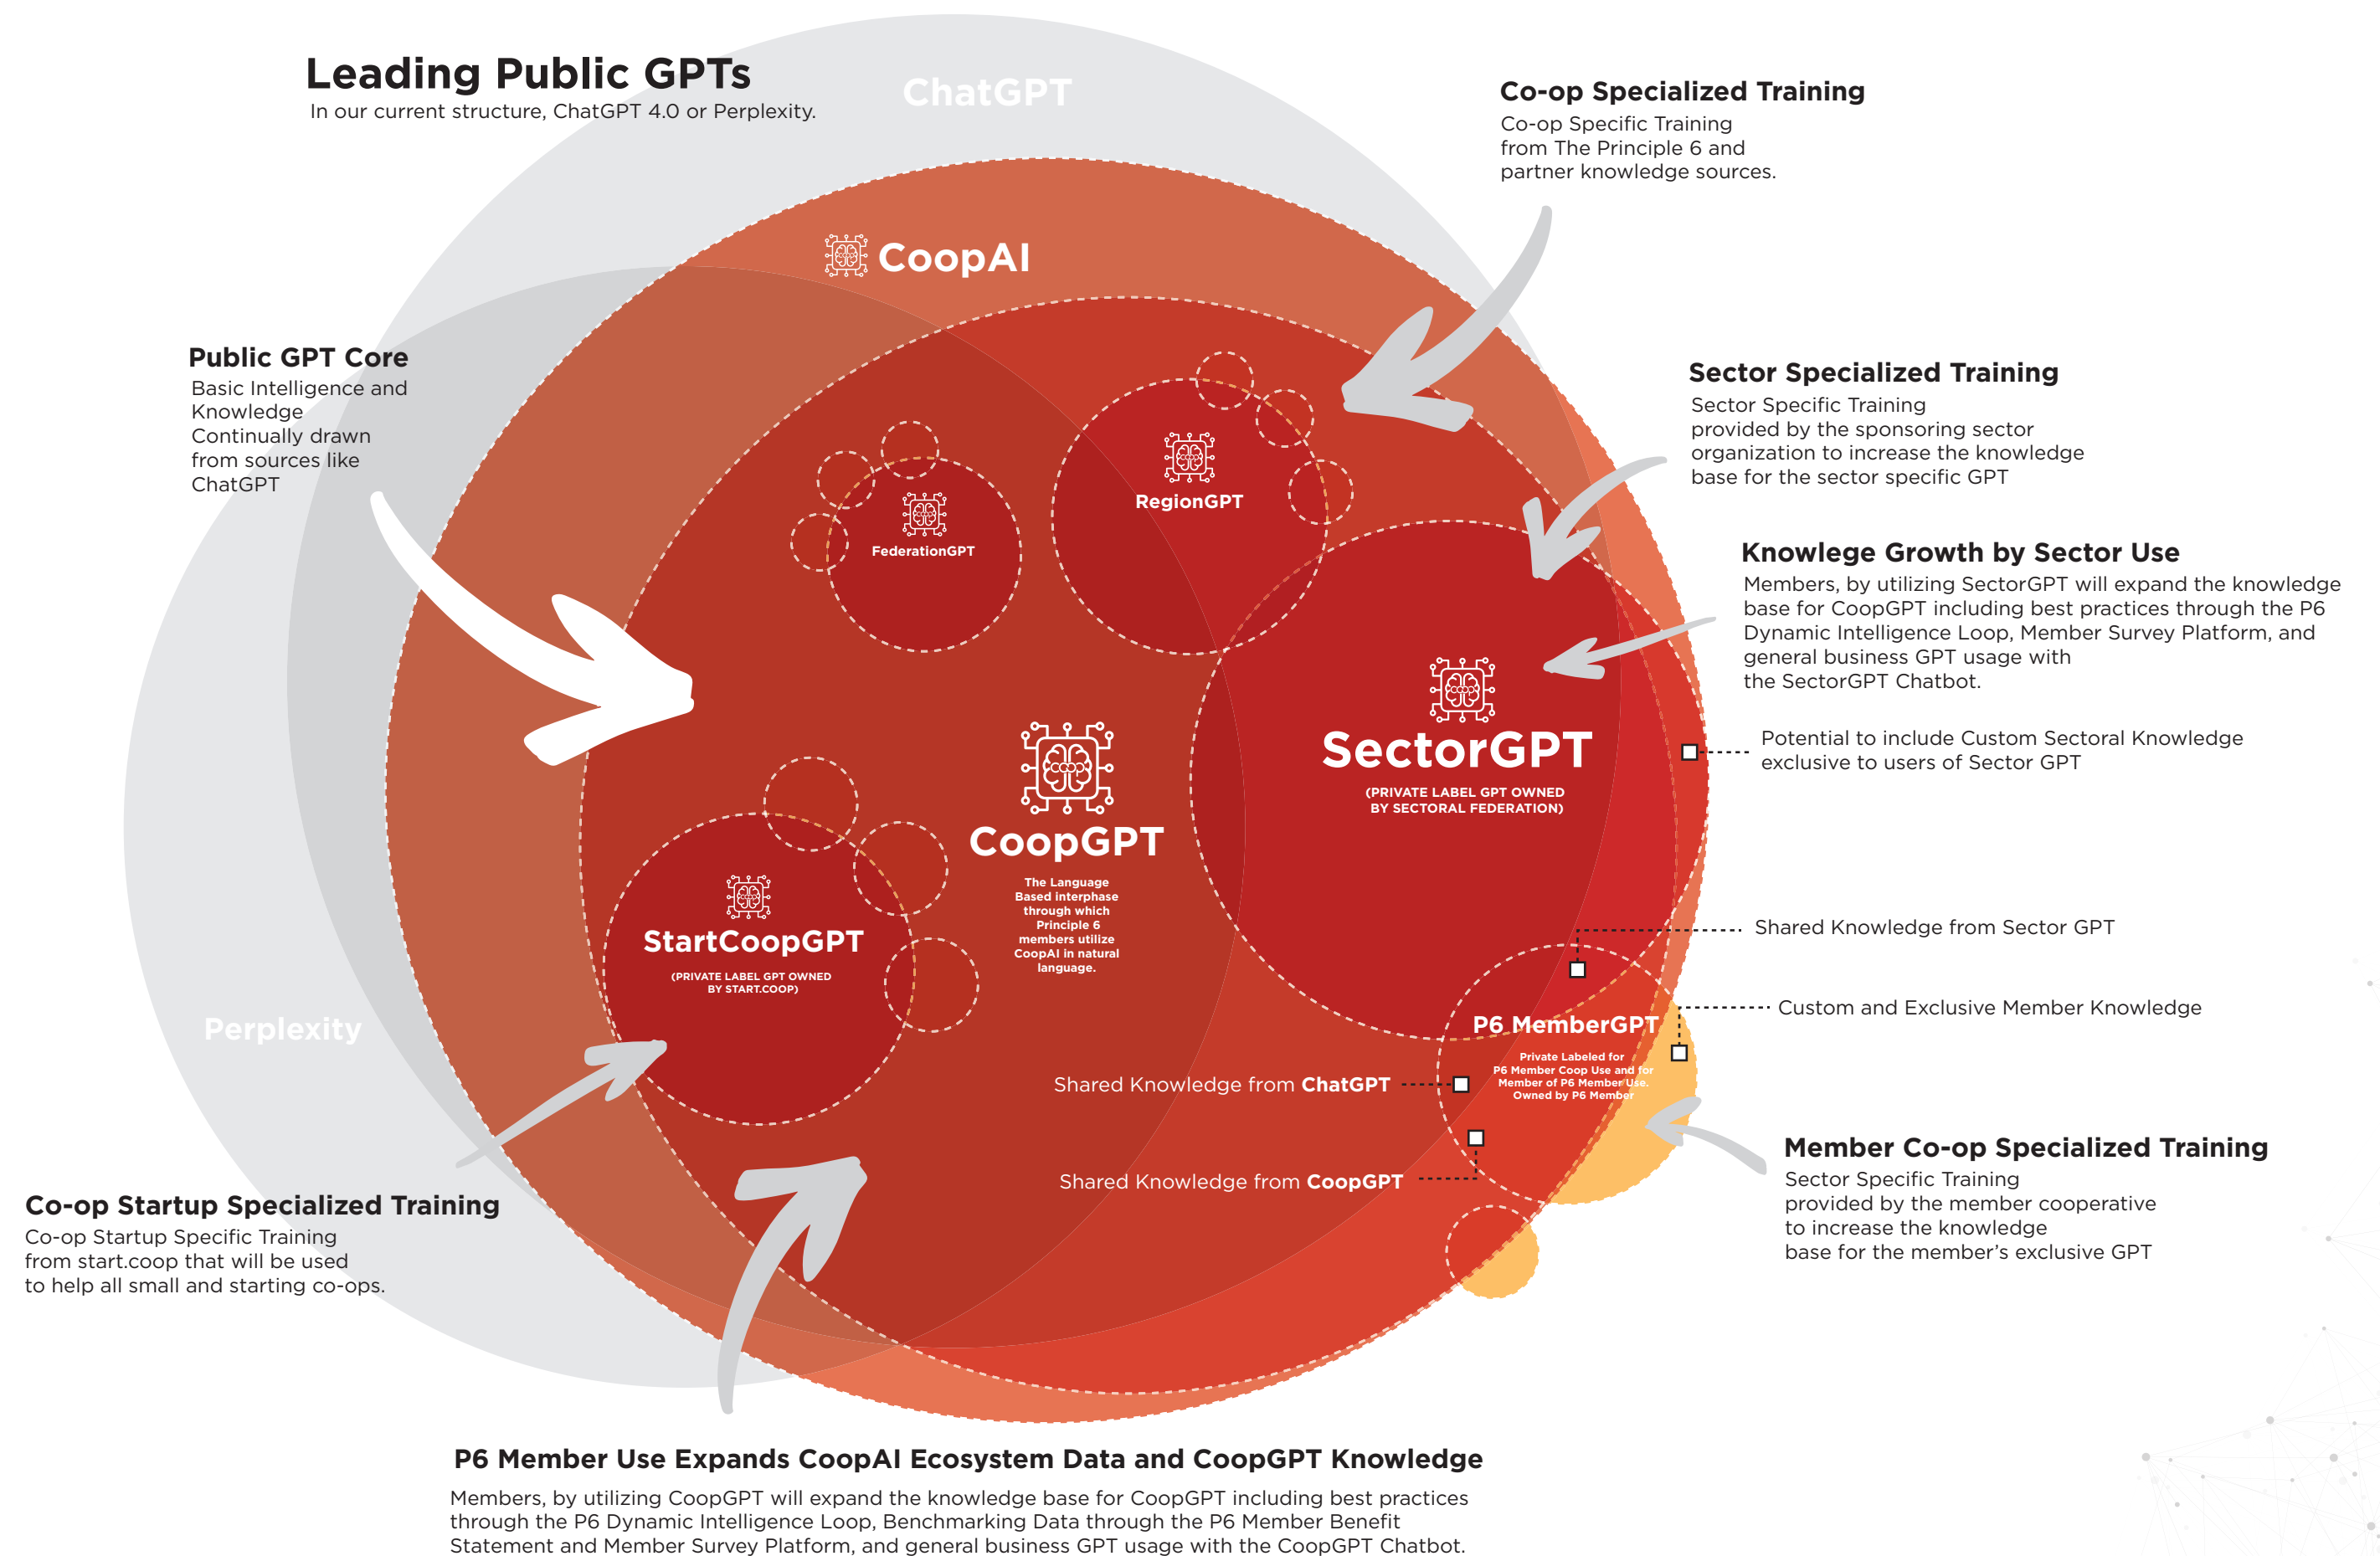 Leading Public GPTs
In our current structure, ChatGPT 4.0 or Perplexity.
ChatGPT
Co-op Specialized Training
Co-op Specific Training
from The Principle 6 and
partner knowledge sources.
CoopAI
Public GPT Core
Basic Intelligence and
Knowledge
Continually drawn
from sources like
ChatGPT
Sector Specialized Training
Sector Specific Training
provided by the sponsoring sector
organization to increase the knowledge
base for the sector specific GPT
RegionGPT
FederationGPT
Knowlege Growth by Sector Use
Members, by utilizing SectorGPT will expand the knowledge
base for CoopGPT including best practices through the P6
Dynamic Intelligence Loop, Member Survey Platform, and
general business GPT usage with
the SectorGPT Chatbot.
SectorGPT
(PRIVATE LABEL GPT OWNED
BY SECTORAL FEDERATION)
Potential to include Custom Sectoral Knowledge
exclusive to users of Sector GPT
CoopGPT
The Language
Based interphase
through which
Principle 6
members utilize
CoopAI in natural
language.
StartCoopGPT
(PRIVATE LABEL GPT OWNED
BY START.COOP)
Shared Knowledge from Sector GPT
Custom and Exclusive Member Knowledge
Perplexity
P6 MemberGPT
Private Labeled for
P6 Member Coop Use and for
Member of P6 Member Use.
Owned by P6 Member
Shared Knowledge from ChatGPT
Shared Knowledge from CoopGPT
Member Co-op Specialized Training
Sector Specific Training
provided by the member cooperative
to increase the knowledge
base for the member's exclusive GPT
Co-op Startup Specialized Training
Co-op Startup Specific Training
from start.coop that will be used
to help all small and starting co-ops.
P6 Member Use Expands CoopAI Ecosystem Data and CoopGPT Knowledge
Members, by utilizing CoopGPT will expand the knowledge base for CoopGPT including best practices
through the P6 Dynamic Intelligence Loop, Benchmarking Data through the P6 Member Benefit
Statement and Member Survey Platform, and general business GPT usage with the CoopGPT Chatbot.